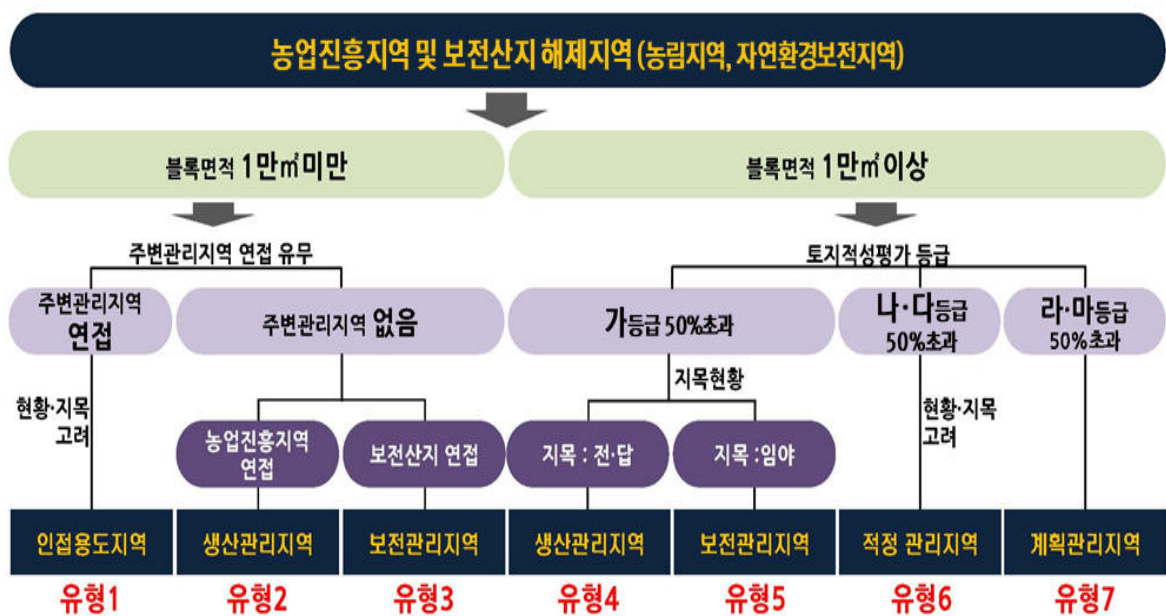 농업진흥지역 및 보전산지 해제지역 (농림지역, 자연환경보전지역)
블록면적 1만㎡미만
블록면적 1만㎡이상
주변관리지역 연접 유무
토지적성평가 등급
주변관리지역
연접
주변관리지역 없음
가등급 50%초과
나·다등급
50%초과
라·마등급
50%초과
현황·지목
고려
지목현황
현황·지목
고려
농업진흥지역
연접
보전산지 연접
지목 : 전·답
지목 :임야
인접용도지역
생산관리지역
보전관리지역
생산관리지역
보전관리지역
적정 관리지역
계획관리지역
유형1
유형2
유형3
유형4
유형5
유형6
유형7